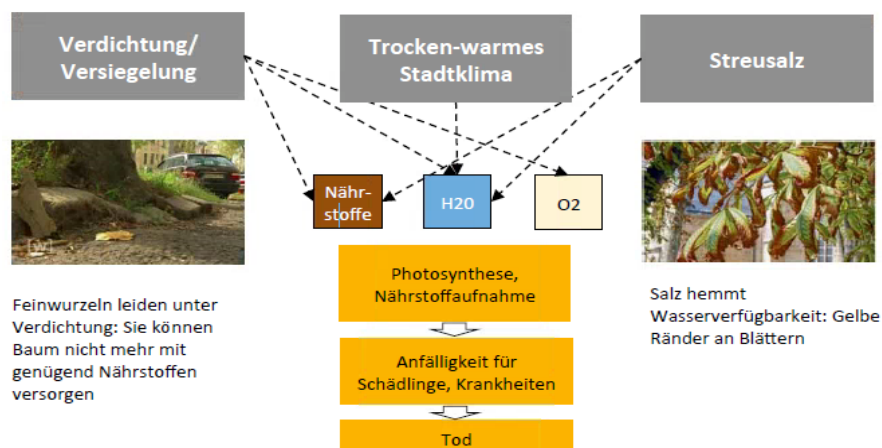 Verdichtung/
Versiegelung
Trocken-warmes
Stadtklima
Streusalz
Nähr-
stoffe
H20
O2
[W]
Photosynthese,
Nährstoffaufnahme
Feinwurzeln leiden unter
Verdichtung: Sie können
Baum nicht mehr mit
genügend Nährstoffen
versorgen
Salz hemmt
Wasserverfügbarkeit: Gelbe
Ränder an Blättern
Anfälligkeit für
Schädlinge, Krankheiten
Tod